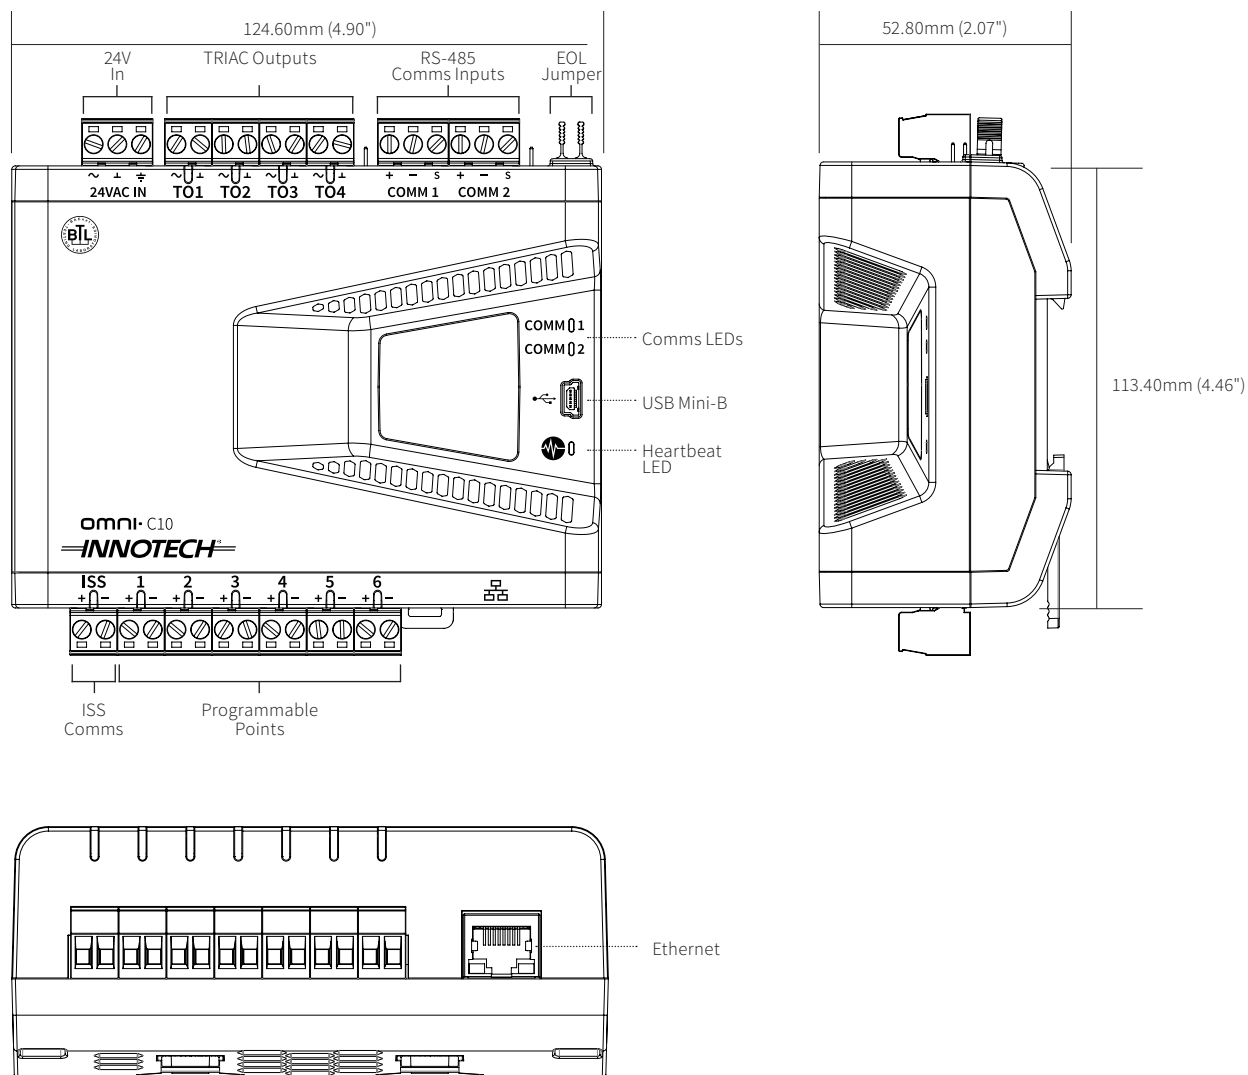 124.60mm (4.90")
52.80mm (2.07")
24V
In
TRIAC Outputs
RS-485
Comms Inputs
EOL
Jumper
24VAC IN
TO1
TO2
TO3
TO4
+ − S + − S
COMM 1
COMM 2
BTL
COMM 1
COMM 2
Comms LEDs
USB Mini-B
Heartbeat
LED
113.40mm (4.46")
omni C10
INNOTECH
ISS 1 2 3 4 5 6
+ − + − + − + − + − + − + −
ISS
Comms
Programmable
Points
Ethernet